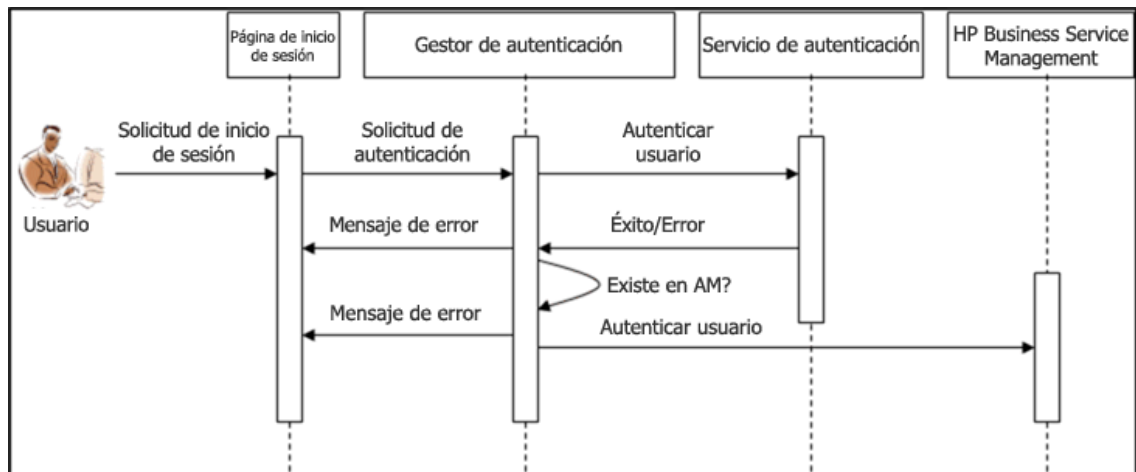 Página de inicio
de sesión
Gestor de autenticación
Servicio de autenticación
HP Business Service
Management
Solicitud de inicio
de sesión
Solicitud de
autenticación
Autenticar
usuario
Usuario
Mensaje de error
Éxito/Error
Existe en AM?
Mensaje de error
Autenticar usuario